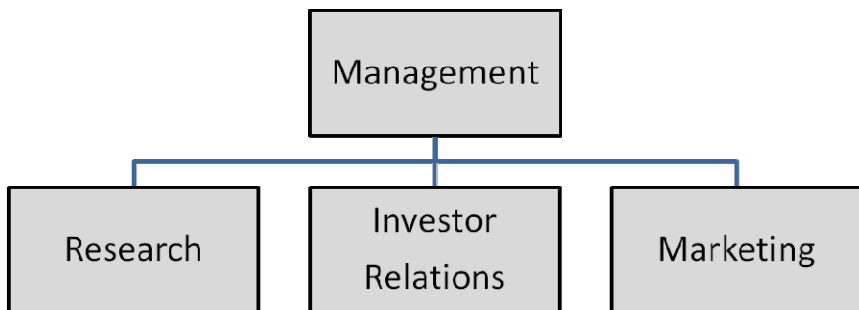 Management
Research
Investor
Relations
Marketing